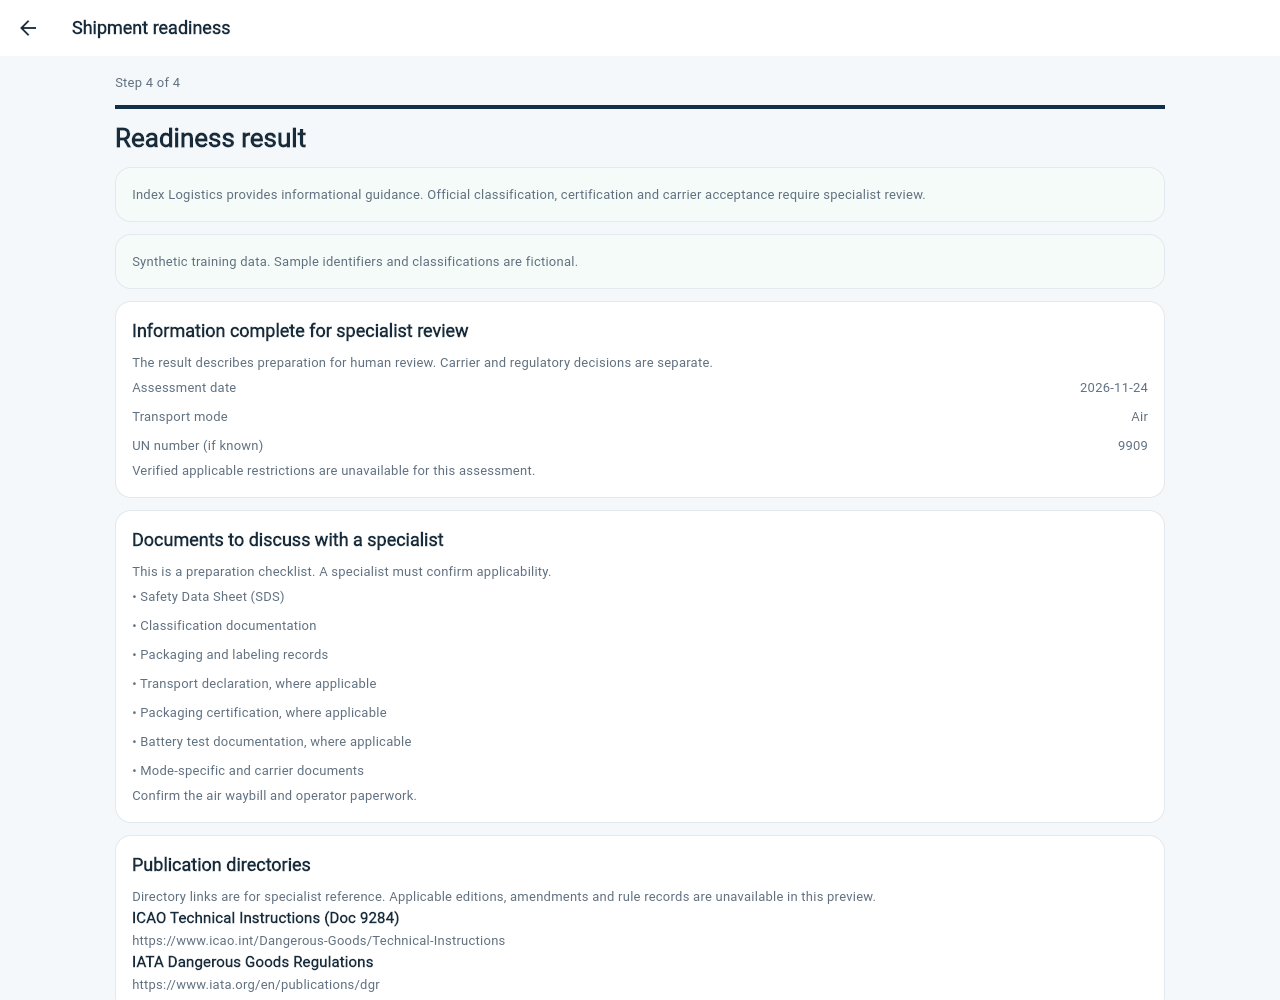 Shipment readiness
Step 4 of 4
Readiness result
Index Logistics provides informational guidance. Official classification, certification and carrier acceptance require specialist review.
Synthetic training data. Sample identifiers and classifications are fictional.
Information complete for specialist review
The result describes preparation for human review. Carrier and regulatory decisions are separate.
Assessment date 2026-11-24
Transport mode Air
UN number (if known) 9909
Verified applicable restrictions are unavailable for this assessment.
Documents to discuss with a specialist
This is a preparation checklist. A specialist must confirm applicability.
• Safety Data Sheet (SDS)
• Classification documentation
• Packaging and labeling records
• Transport declaration, where applicable
• Packaging certification, where applicable
• Battery test documentation, where applicable
• Mode-specific and carrier documents
Confirm the air waybill and operator paperwork.
Publication directories
Directory links are for specialist reference. Applicable editions, amendments and rule records are unavailable in this preview.
ICAO Technical Instructions (Doc 9284)
https://www.icao.int/Dangerous-Goods/Technical-Instructions
IATA Dangerous Goods Regulations
https://www.iata.org/en/publications/dgr